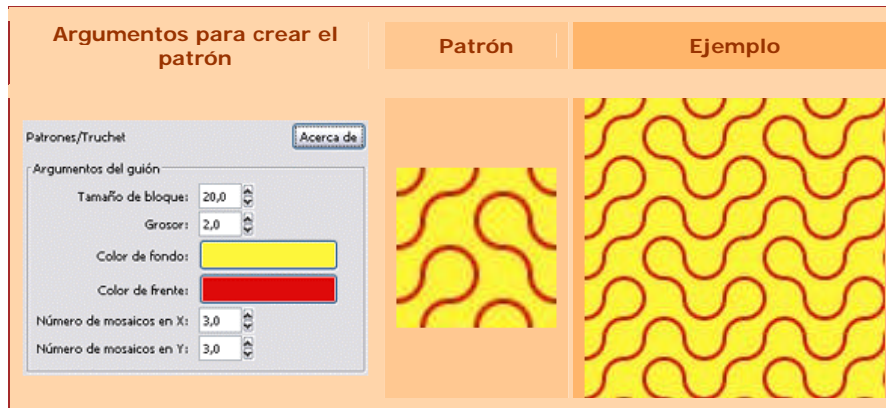 Argumentos para crear el
patrón
Patrón
Ejemplo
Patrones/Truchet
Acerca de
Argumentos del guión
Tamaño de bloque: 20,0
Grosor: 2,0
Color de fondo:
Color de frente:
Número de mosaicos en X: 3,0
Número de mosaicos en Y: 3,0